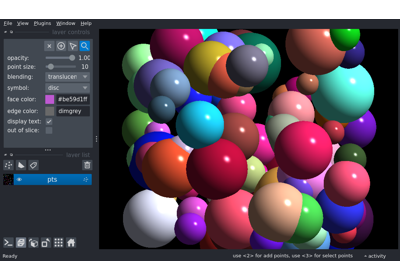 File View Plugins Window Help
layer controls
opacity: 1.00
point size: 10
blending: translucen
symbol: disc
face color: #be59d1ff
edge color: dimgrey
display text:
out of slice:
layer list
pts
Ready use <2> for add points, use <3> for select points activity